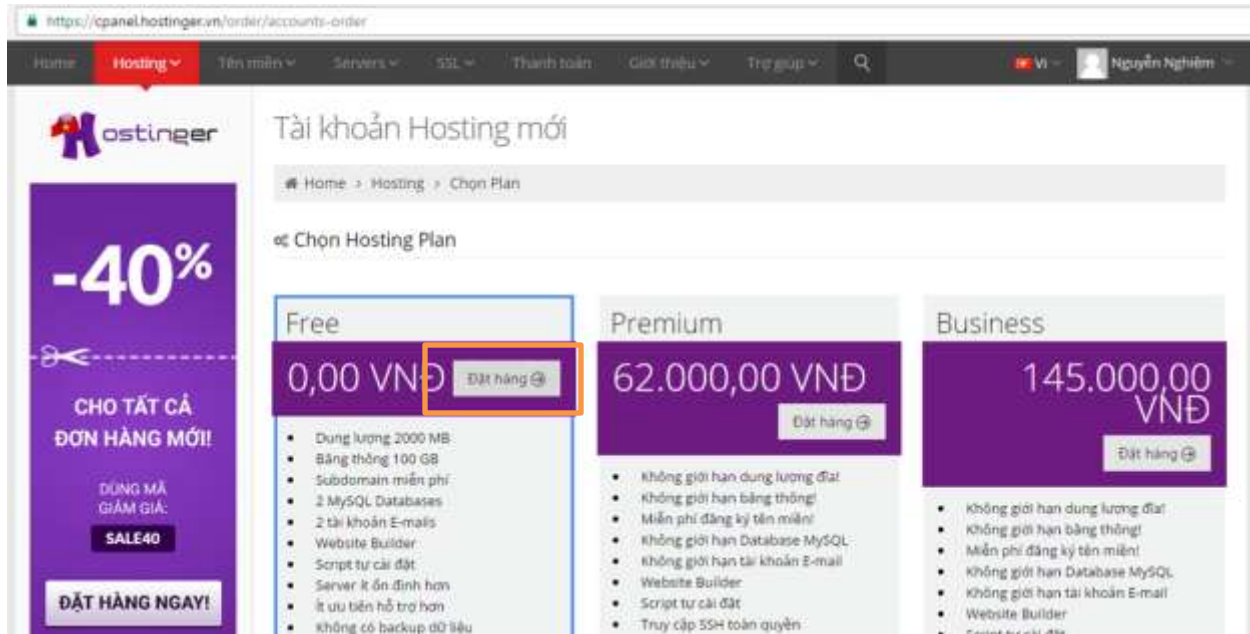 https://cpanel.hostinger.vn/order/accounts-order
Home Hosting Tên miền Servers SSL Thanh toán Giới thiệu Trợ giúp VI Nguyễn Nghiêm
Hostinger
-40%
CHO TẤT CẢ
ĐƠN HÀNG MỚI!
DÙNG MÃ
GIẢM GIÁ:
SALE40
ĐẶT HÀNG NGAY!
Tài khoản Hosting mới
Home > Hosting > Chọn Plan
Chọn Hosting Plan
Free
0,00 VNĐ Đặt hàng
Dung lượng 2000 MB
Băng thông 100 GB
Subdomain miễn phí
2 MySQL Databases
2 tài khoản E-mails
Website Builder
Script tự cài đặt
Server ít ổn định hơn
Ít ưu tiên hỗ trợ hơn
Không có backup dữ liệu
Premium
62.000,00 VNĐ
Đặt hàng
Không giới hạn dung lượng đĩa!
Không giới hạn băng thông!
Miễn phí đăng ký tên miền!
Không giới hạn Database MySQL
Không giới hạn tài khoản E-mail
Website Builder
Script tự cài đặt
Truy cập SSH toàn quyền
Business
145.000,00
VNĐ
Đặt hàng
Không giới hạn dung lượng đĩa!
Không giới hạn băng thông!
Miễn phí đăng ký tên miền!
Không giới hạn Database MySQL
Không giới hạn tài khoản E-mail
Website Builder
Script tự cài đặt